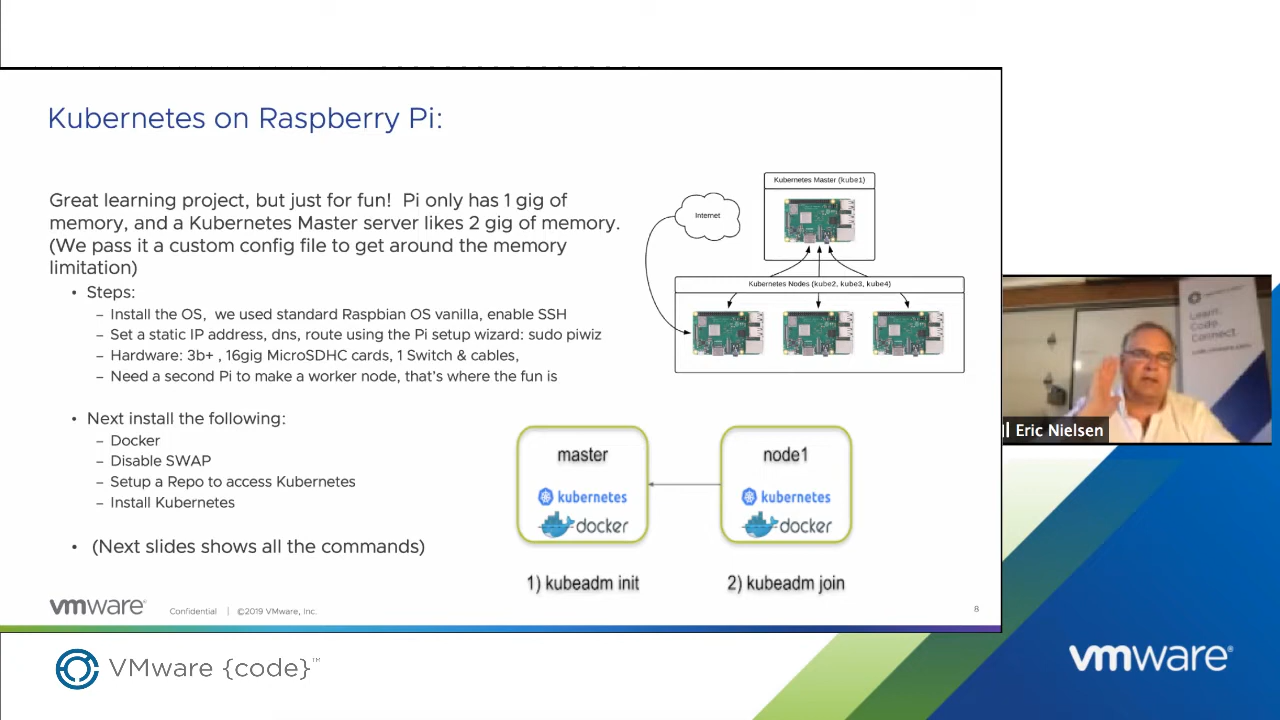 Kubernetes on Raspberry Pi:
Great learning project, but just for fun! Pi only has 1 gig of
memory, and a Kubernetes Master server likes 2 gig of memory.
(We pass it a custom config file to get around the memory
limitation)
• Steps:
– Install the OS, we used standard Raspbian OS vanilla, enable SSH
– Set a static IP address, dns, route using the Pi setup wizard: sudo piwiz
– Hardware: 3b+ , 16gig MicroSDHC cards, 1 Switch & cables,
– Need a second Pi to make a worker node, that's where the fun is
• Next install the following:
– Docker
– Disable SWAP
– Setup a Repo to access Kubernetes
– Install Kubernetes
• (Next slides shows all the commands)
Internet
Kubernetes Master (kube1)
Kubernetes Nodes (kube2, kube3, kube4)
master
kubernetes
docker
node1
kubernetes
docker
1) kubeadm init
2) kubeadm join
vmware®
Confidential | ©2019 VMware, Inc.
8
Learn.
Code.
Connect.
Eric Nielsen
VMware {code}™
vmware®